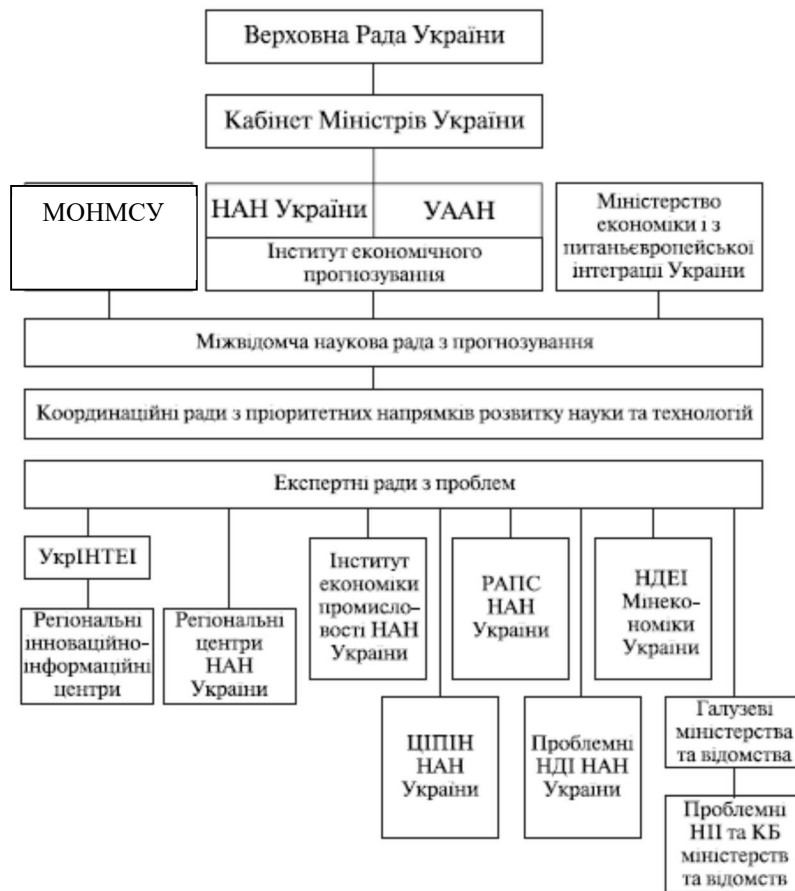 Верховна Рада України
Кабінет Міністрів України
МОНМСУ
НАН України
УААН
Інститут економічного
прогнозування
Міністерство
економіки і з
питаньєвропейської
інтеграції України
Міжвідомча наукова рада з прогнозування
Координаційні ради з пріоритетних напрямків розвитку науки та технологій
Експертні ради з проблем
УкрІНТЕІ
Регіональні
інноваційно-
інформаційні
центри
Регіональні
центри
НАН
України
Інститут
економіки
промисло-
вості НАН
України
ЦІПІН
НАН
України
РАПС
НАН
України
Проблемні
НДІ НАН
України
НДЕІ
Мінеко-
номіки
України
Галузеві
міністерства
та відомства
Проблемні
НІІ та КБ
міністерств
та відомств